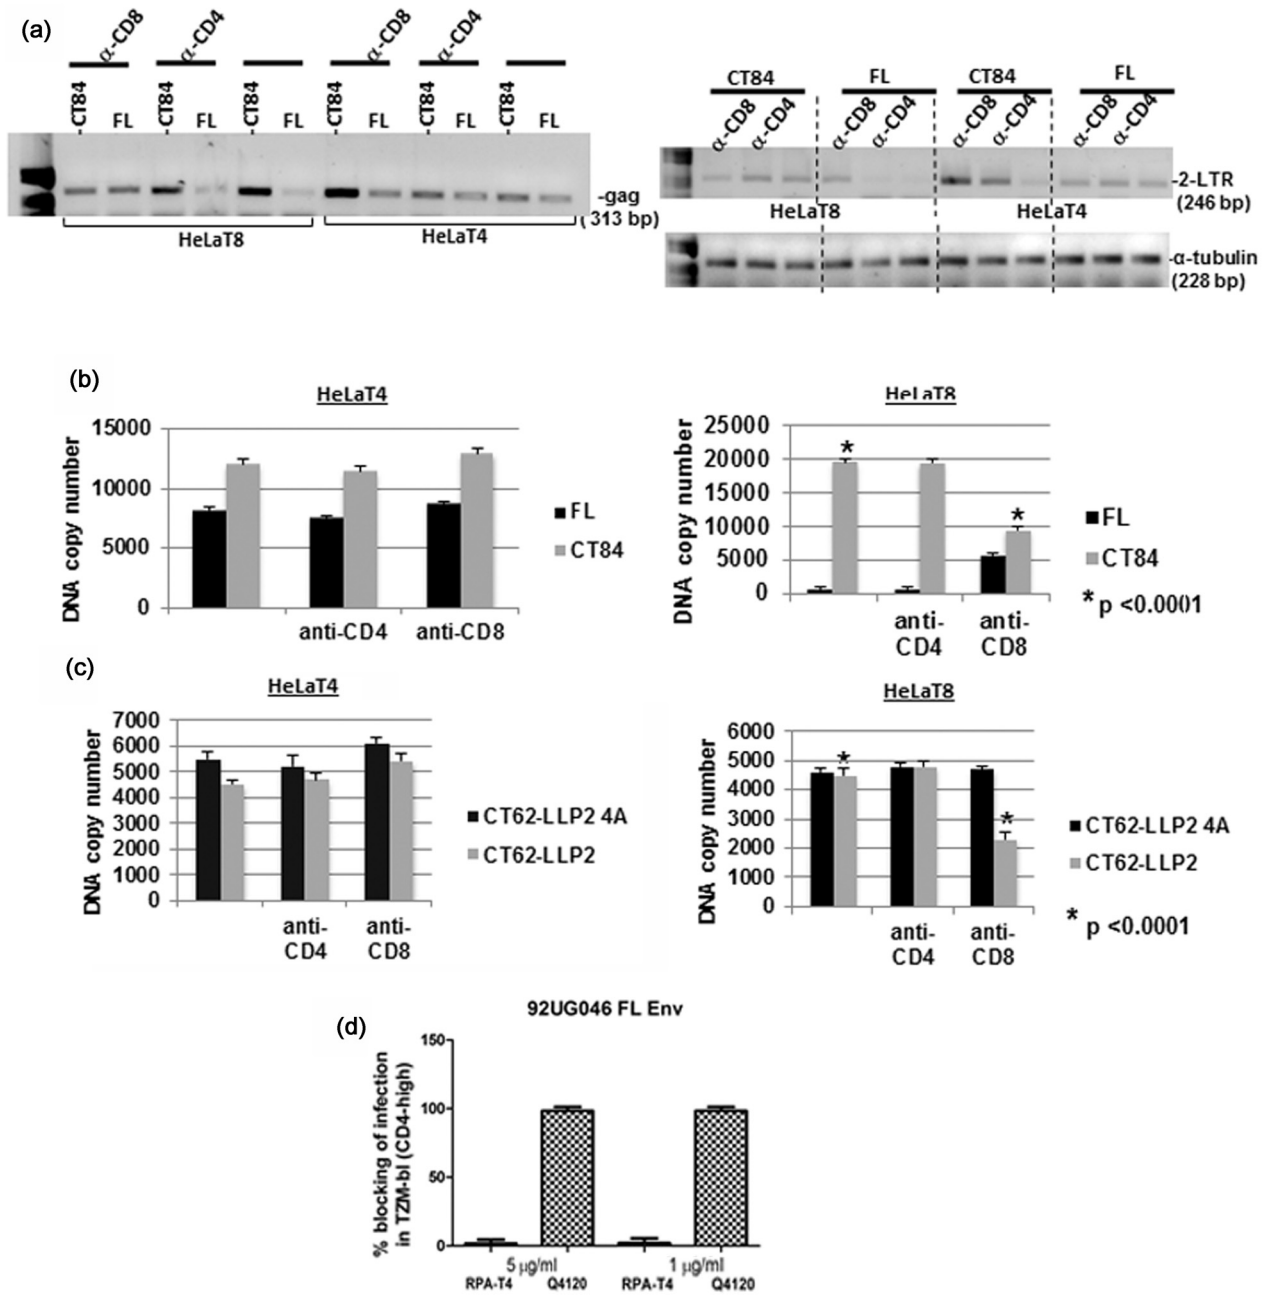 (a)
α-CD8 α-CD4 α-CD8 α-CD4
CT84 FL CT84 FL CT84 FL CT84 FL CT84 FL CT84 FL
-gag
(313 bp)
HeLaT8 HeLaT4
CT84 FL CT84 FL
α-CD8 α-CD4 α-CD8 α-CD4 α-CD8 α-CD4 α-CD8 α-CD4
-2-LTR
(246 bp)
HeLaT8 HeLaT4
-α-tubulin
(228 bp)
(b)
HeLaT4
DNA copy number
15000
10000
5000
0
anti-CD4 anti-CD8
FL
CT84
HeLaT8
DNA copy number
25000
20000
15000
10000
5000
0
* *
anti-CD4 anti-CD8
FL
CT84
* p <0.0001
(c)
HeLaT4
DNA copy number
7000
6000
5000
4000
3000
2000
1000
0
anti-CD4 anti-CD8
CT62-LLP2 4A
CT62-LLP2
HeLaT8
DNA copy number
6000
5000
4000
3000
2000
1000
0
* *
anti-CD4 anti-CD8
CT62-LLP2 4A
CT62-LLP2
* p <0.0001
(d)
92UG046 FL Env
% blocking of infection
in TZM-bl (CD4-high)
150
100
50
0
5 µg/ml 1 µg/ml
RPA-T4 Q4120 RPA-T4 Q4120